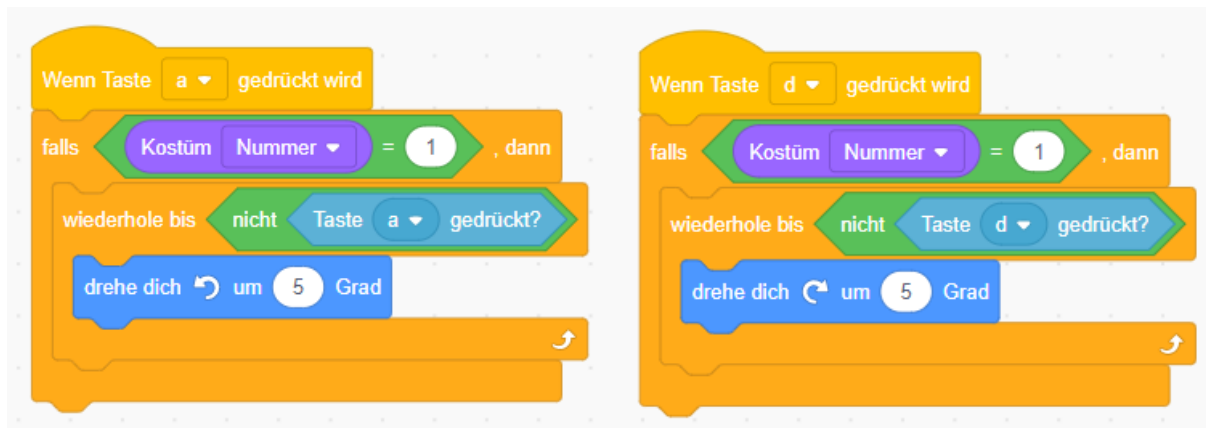 Wenn Taste a gedrückt wird
falls Kostüm Nummer = 1 , dann
wiederhole bis nicht Taste a gedrückt?
drehe dich um 5 Grad
Wenn Taste d gedrückt wird
falls Kostüm Nummer = 1 , dann
wiederhole bis nicht Taste d gedrückt?
drehe dich um 5 Grad